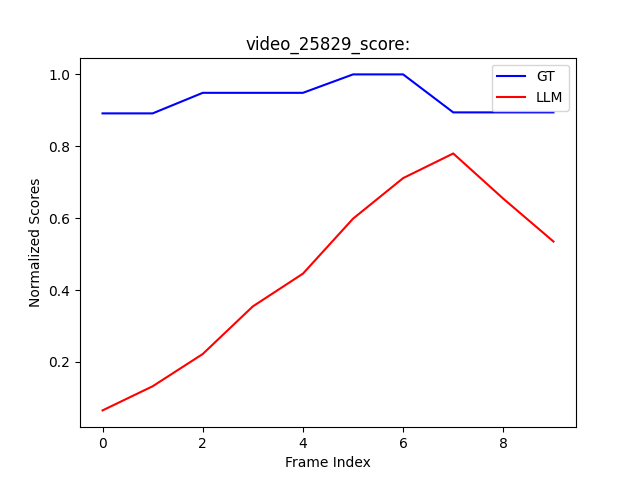 video_25829_score:
GT
LLM
1.0
0.8
0.6
0.4
0.2
Normalized Scores
0 2 4 6 8
Frame Index